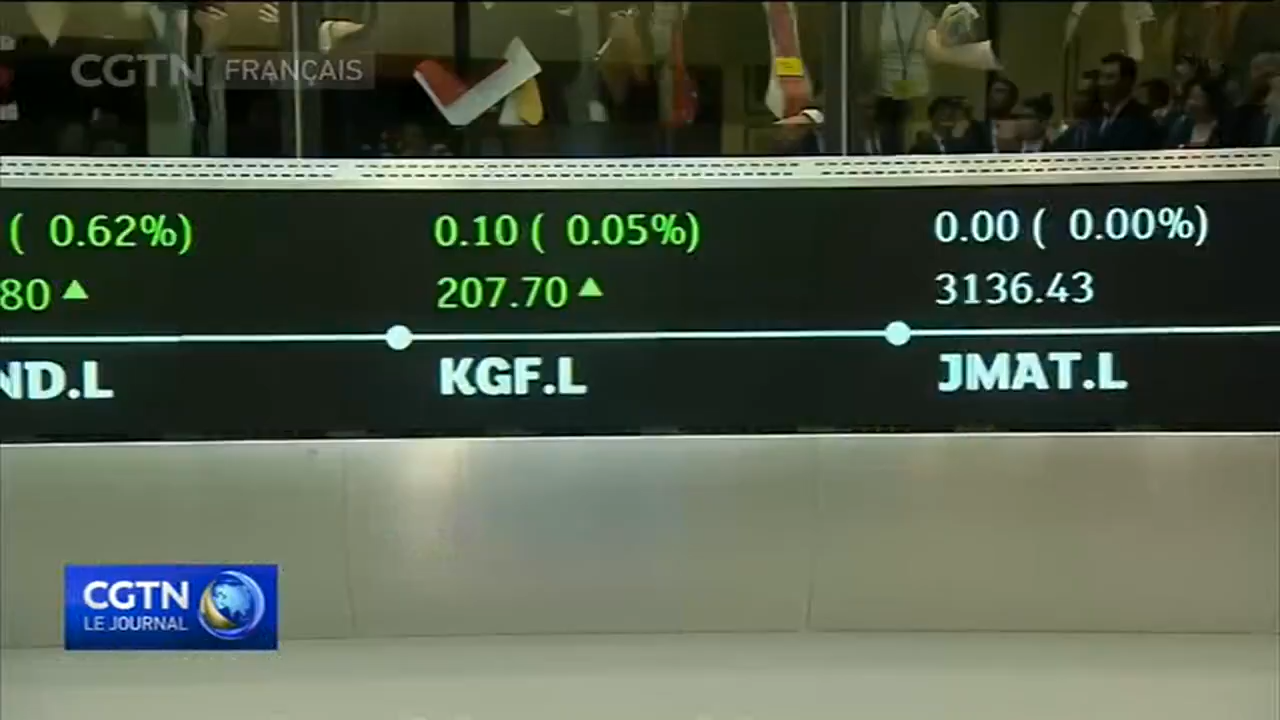 CGTN FRANÇAIS
( 0.62%)
80 ▲
ND.L
0.10 ( 0.05%)
207.70 ▲
KGF.L
0.00 ( 0.00%)
3136.43
JMAT.L
CGTN
LE JOURNAL